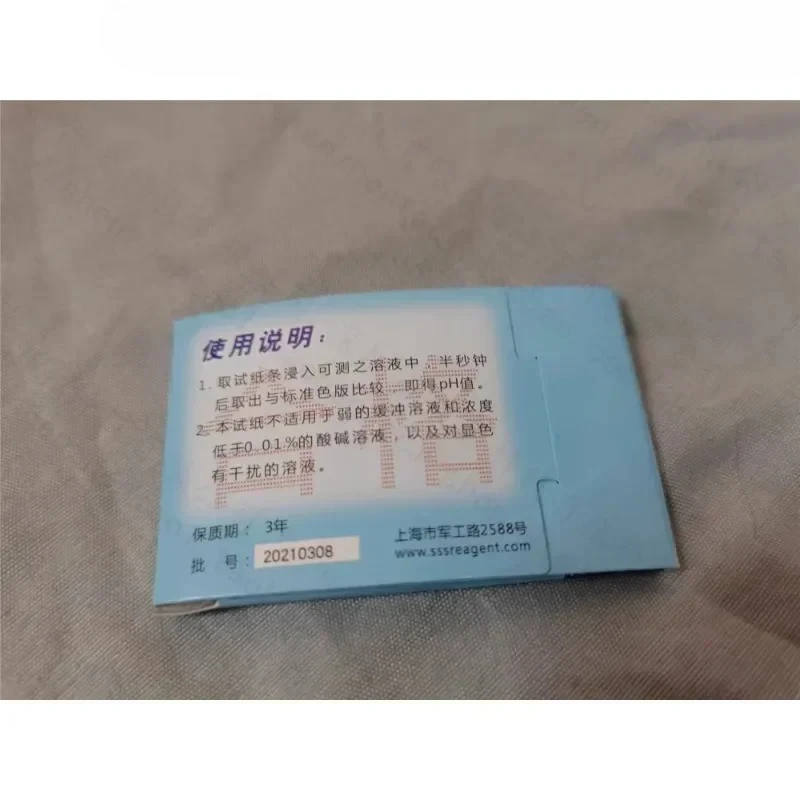 使用说明：
1. 取试纸条浸入可测之溶液中，半秒钟
后取出与标准色版比较，即得pH值。
2. 本试纸不适用于弱的缓冲溶液和浓度
低于0.01%的酸碱溶液，以及对显色
有干扰的溶液。
合格
保质期： 3年
批 号： 20210308
上海市军工路2588号
www.sssreagent.com